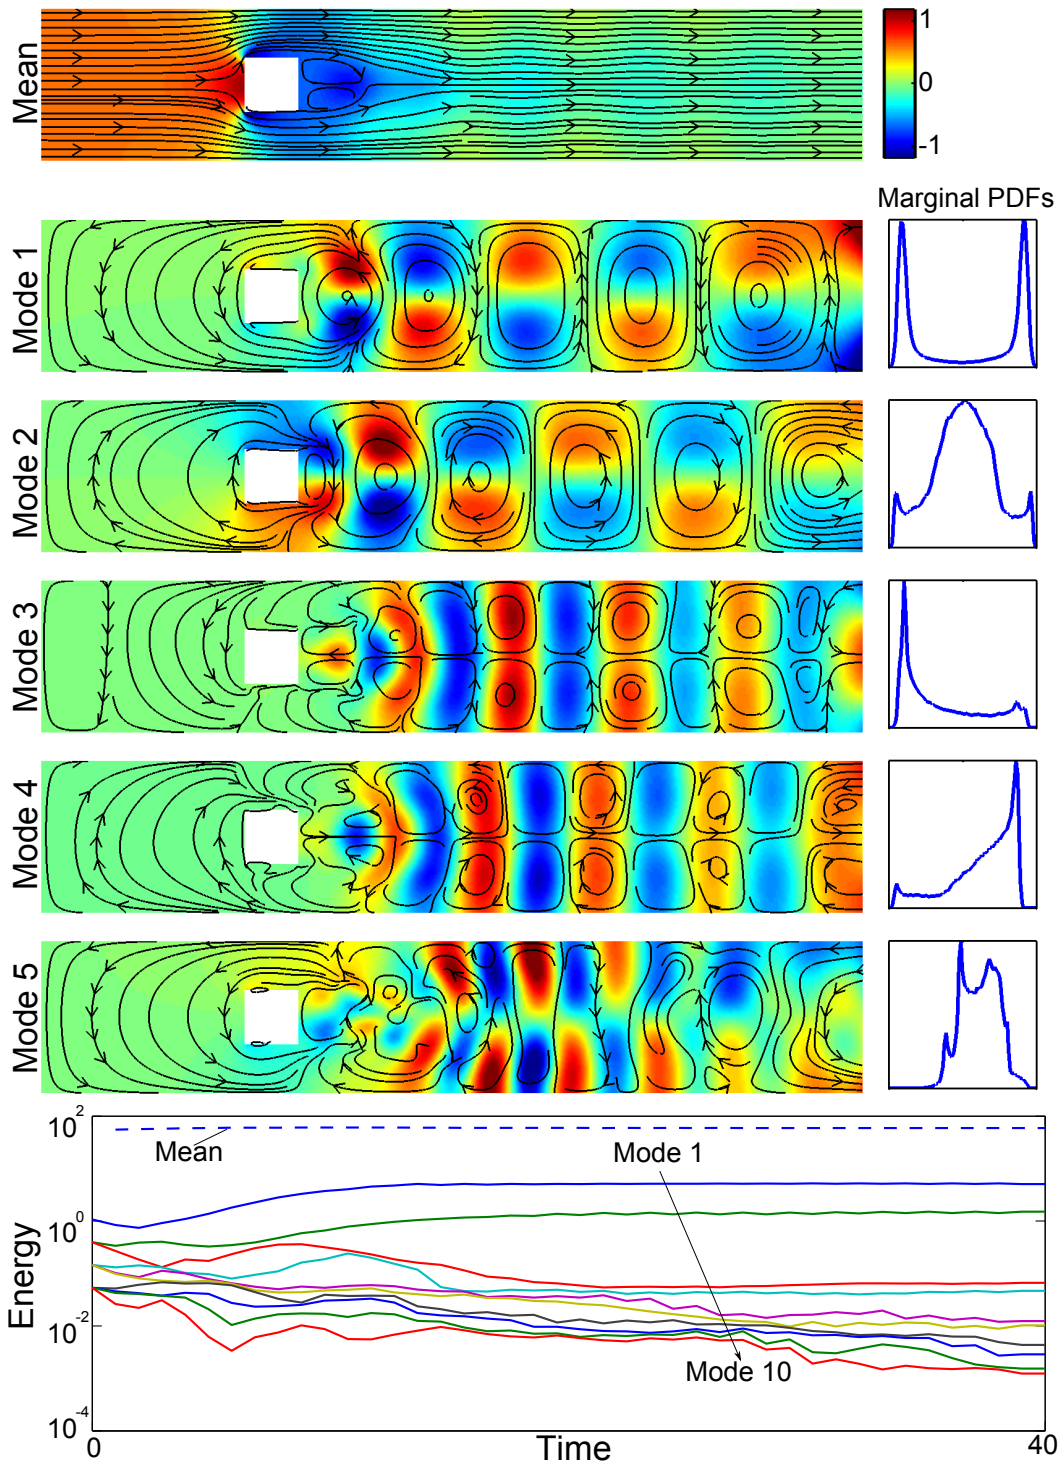 Mean
1
0
-1
Marginal PDFs
Mode 1
Mode 2
Mode 3
Mode 4
Mode 5
10^2
10^0
10^-2
10^-4
Energy
Mean
Mode 1
Mode 10
0
Time
40